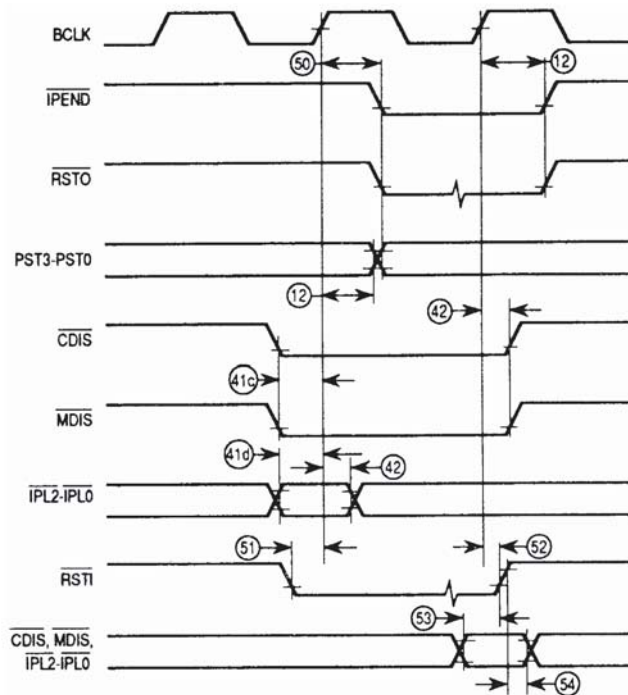 BCLK
50
12
IPEND
RSTO
PST3-PST0
12
42
CDIS
41c
MDIS
41d
42
IPL2-IPL0
51
52
RSTI
53
CDIS, MDIS,
IPL2-IPL0
54